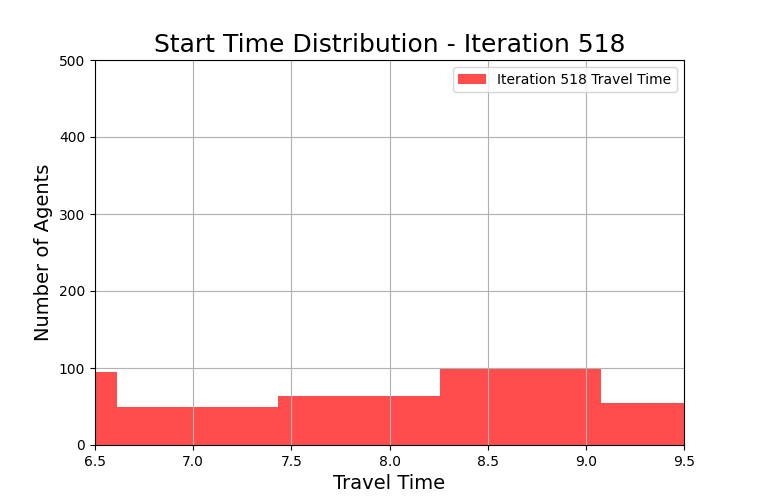 Start Time Distribution - Iteration 518
Iteration 518 Travel Time
Number of Agents
500
400
300
200
100
0
6.5 7.0 7.5 8.0 8.5 9.0 9.5
Travel Time